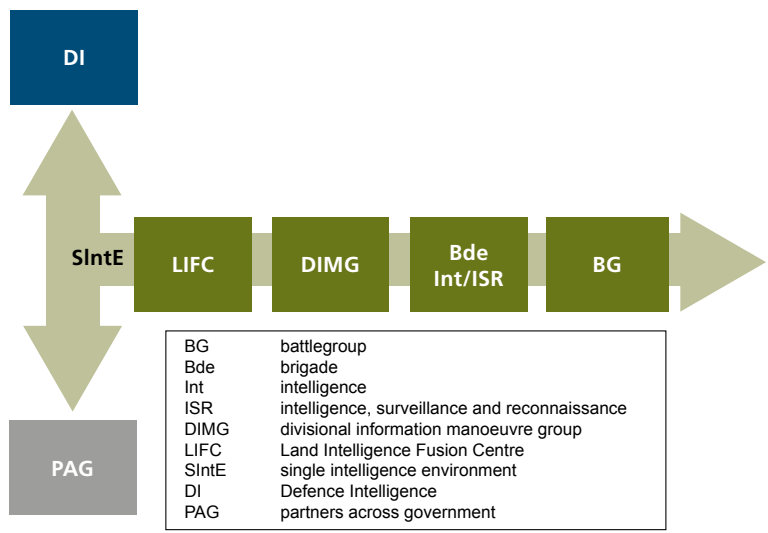 DI
SIntE
LIFC
DIMG
Bde
Int/ISR
BG
BG battlegroup
Bde brigade
Int intelligence
ISR intelligence, surveillance and reconnaissance
DIMG divisional information manoeuvre group
LIFC Land Intelligence Fusion Centre
SIntE single intelligence environment
DI Defence Intelligence
PAG partners across government
PAG